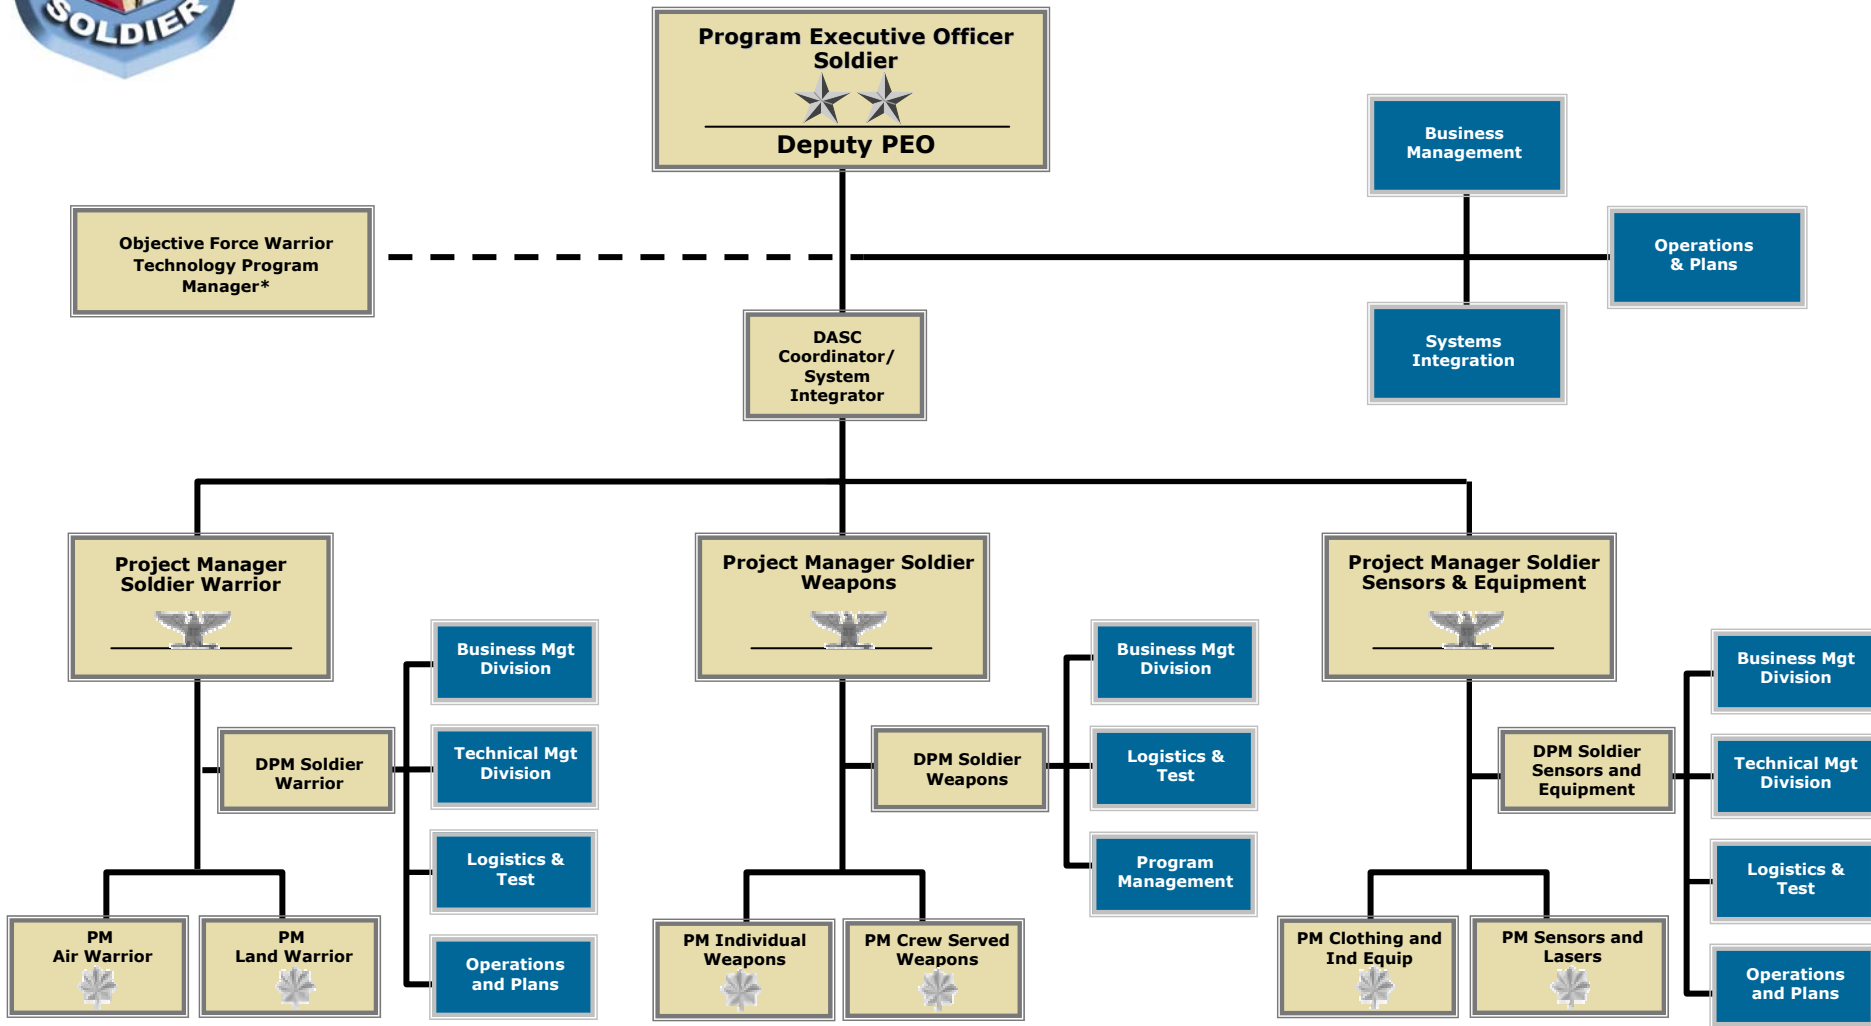 SOLDIER
Program Executive Officer
Soldier
Deputy PEO
Business
Management
Objective Force Warrior
Technology Program
Manager*
Operations
& Plans
DASC
Coordinator/
System
Integrator
Systems
Integration
Project Manager
Soldier Warrior
Project Manager Soldier
Weapons
Project Manager Soldier
Sensors & Equipment
DPM Soldier
Warrior
Business Mgt
Division
Technical Mgt
Division
Logistics &
Test
Operations
and Plans
PM
Air Warrior
PM
Land Warrior
DPM Soldier
Weapons
Business Mgt
Division
Logistics &
Test
Program
Management
PM Individual
Weapons
PM Crew Served
Weapons
DPM Soldier
Sensors and
Equipment
Business Mgt
Division
Technical Mgt
Division
Logistics &
Test
Operations
and Plans
PM Clothing and
Ind Equip
PM Sensors and
Lasers